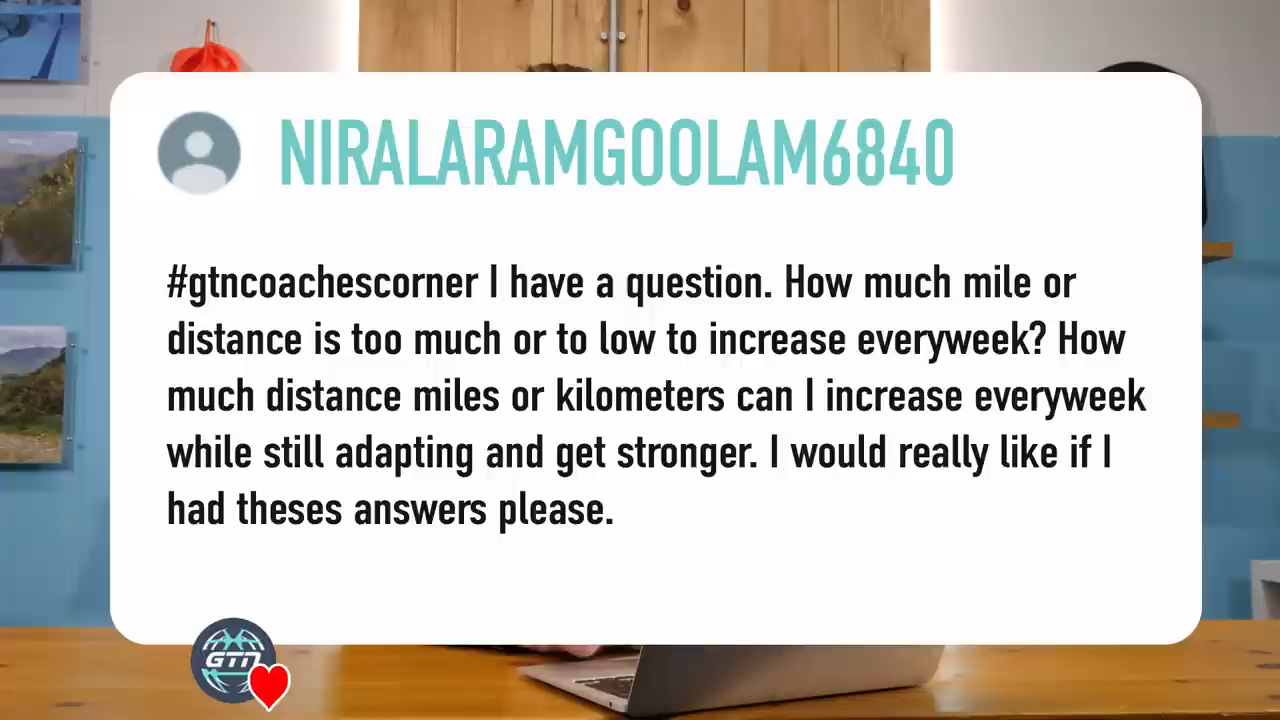 NIRALARAMGOOLAM6840
#gtncoachescorner I have a question. How much mile or
distance is too much or to low to increase everyweek? How
much distance miles or kilometers can I increase everyweek
while still adapting and get stronger. I would really like if I
had theses answers please.
GTN